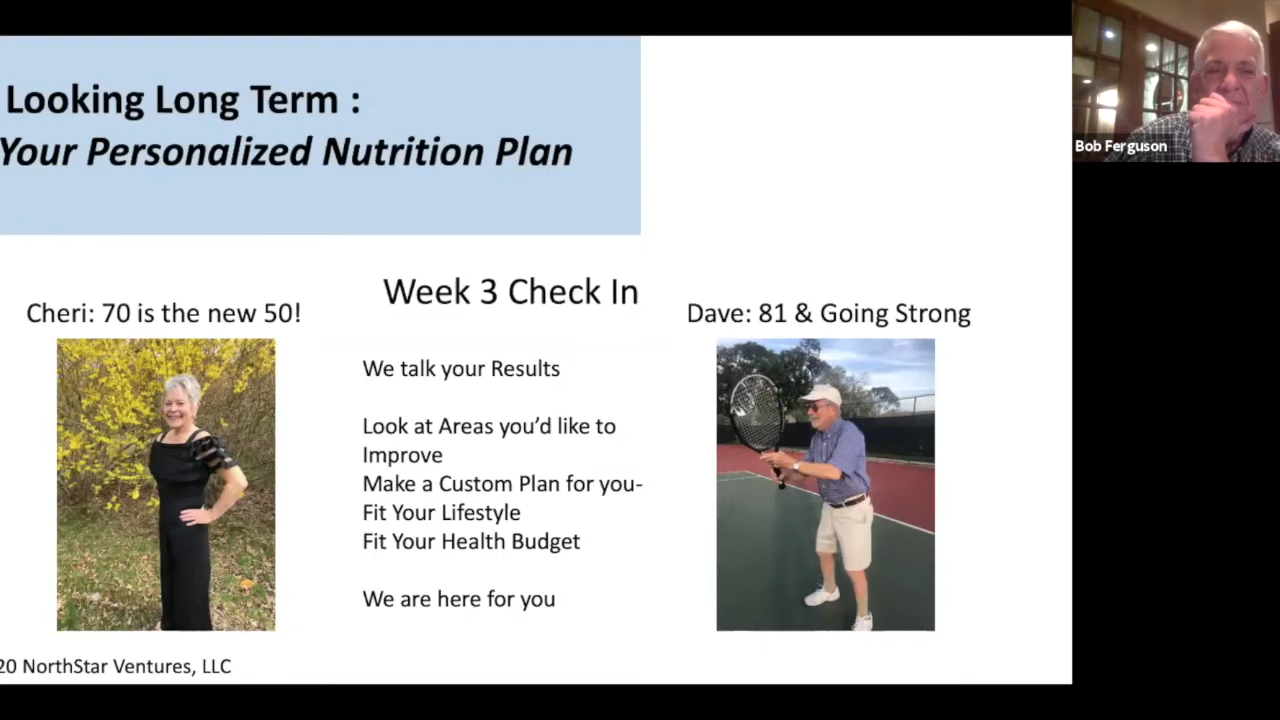 Looking Long Term :
Your Personalized Nutrition Plan
Bob Ferguson
Week 3 Check In
Cheri: 70 is the new 50!
Dave: 81 & Going Strong
We talk your Results
Look at Areas you’d like to
Improve
Make a Custom Plan for you-
Fit Your Lifestyle
Fit Your Health Budget
We are here for you
20 NorthStar Ventures, LLC